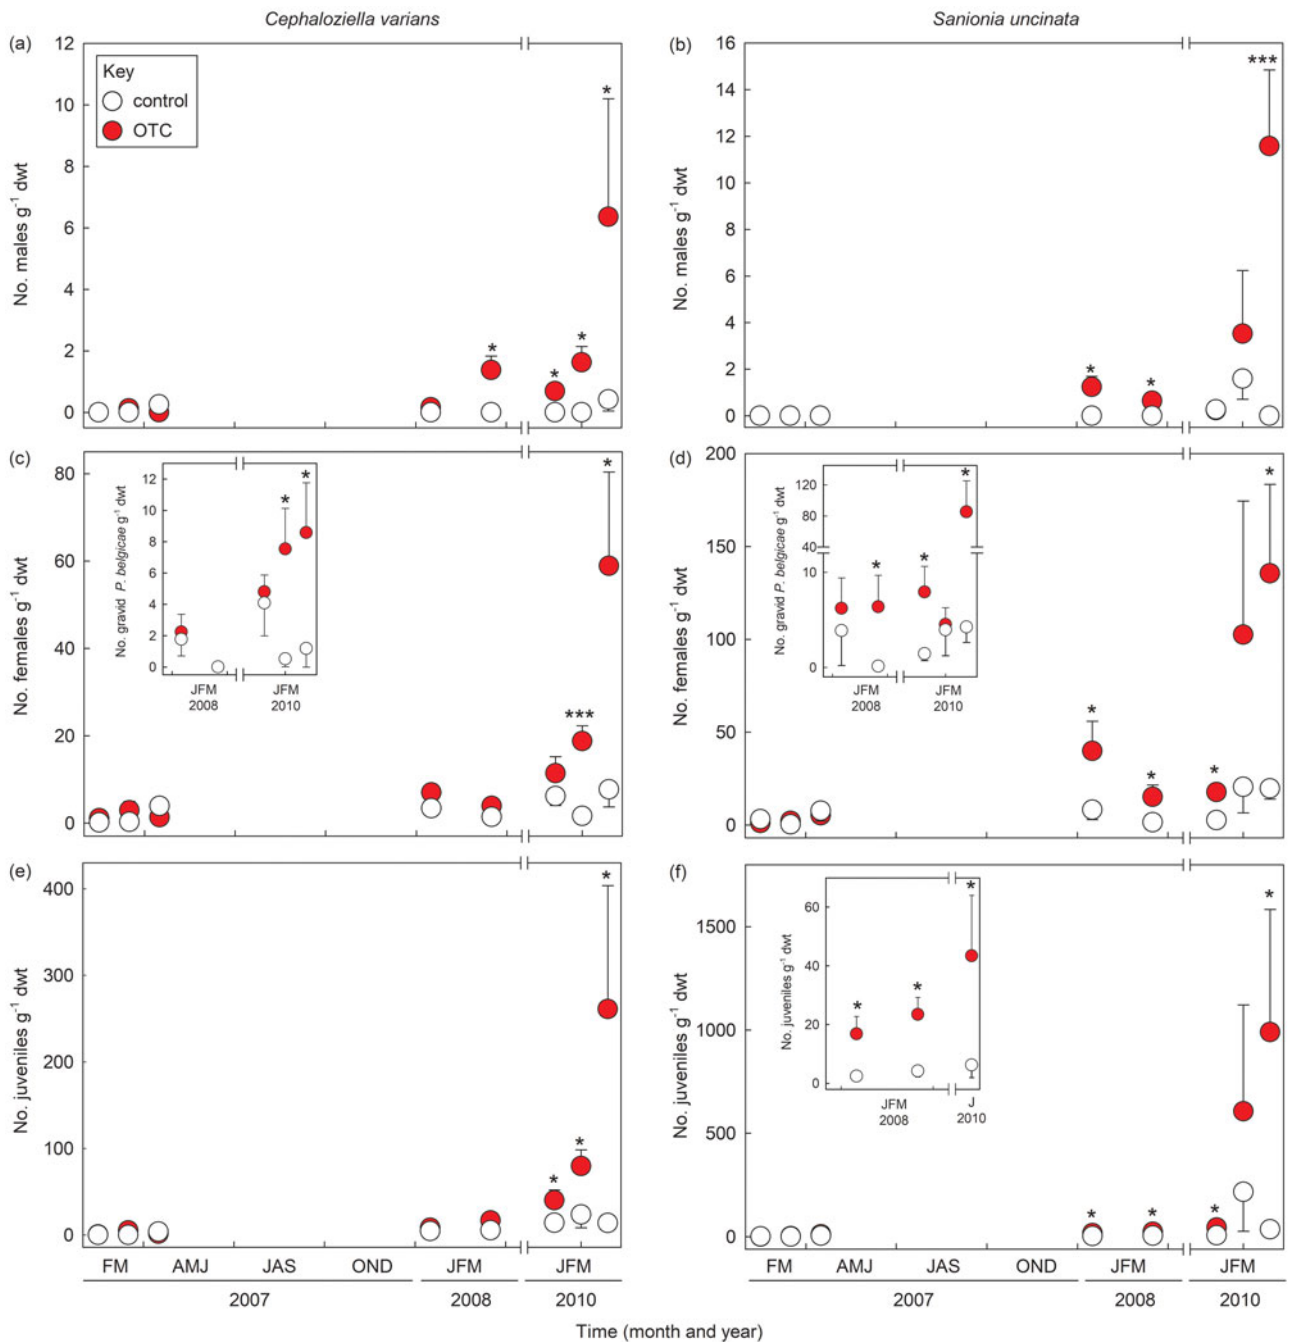 Cephaloziella varians
Sanionia uncinata
(a)
12
10
8
6
4
2
0
No. males g⁻¹ dwt
Key
control
OTC
*
*
*
*
(b)
16
14
12
10
8
6
4
2
0
No. males g⁻¹ dwt
*
*
***
(c)
80
60
40
20
0
No. females g⁻¹ dwt
12
10
8
6
4
2
0
No. gravid P. belgicae g⁻¹ dwt
*
*
JFM
2008
JFM
2010
***
*
(d)
200
150
100
50
0
No. females g⁻¹ dwt
120
80
40
10
0
No. gravid P. belgicae g⁻¹ dwt
*
*
*
JFM
2008
JFM
2010
*
*
*
*
(e)
400
300
200
100
0
No. juveniles g⁻¹ dwt
*
*
*
(f)
1500
1000
500
0
No. juveniles g⁻¹ dwt
60
40
20
0
No. juveniles g⁻¹ dwt
*
*
*
JFM
2008
J
2010
*
*
*
*
FM AMJ JAS OND JFM JFM
2007 2008 2010
FM AMJ JAS OND JFM JFM
2007 2008 2010
Time (month and year)